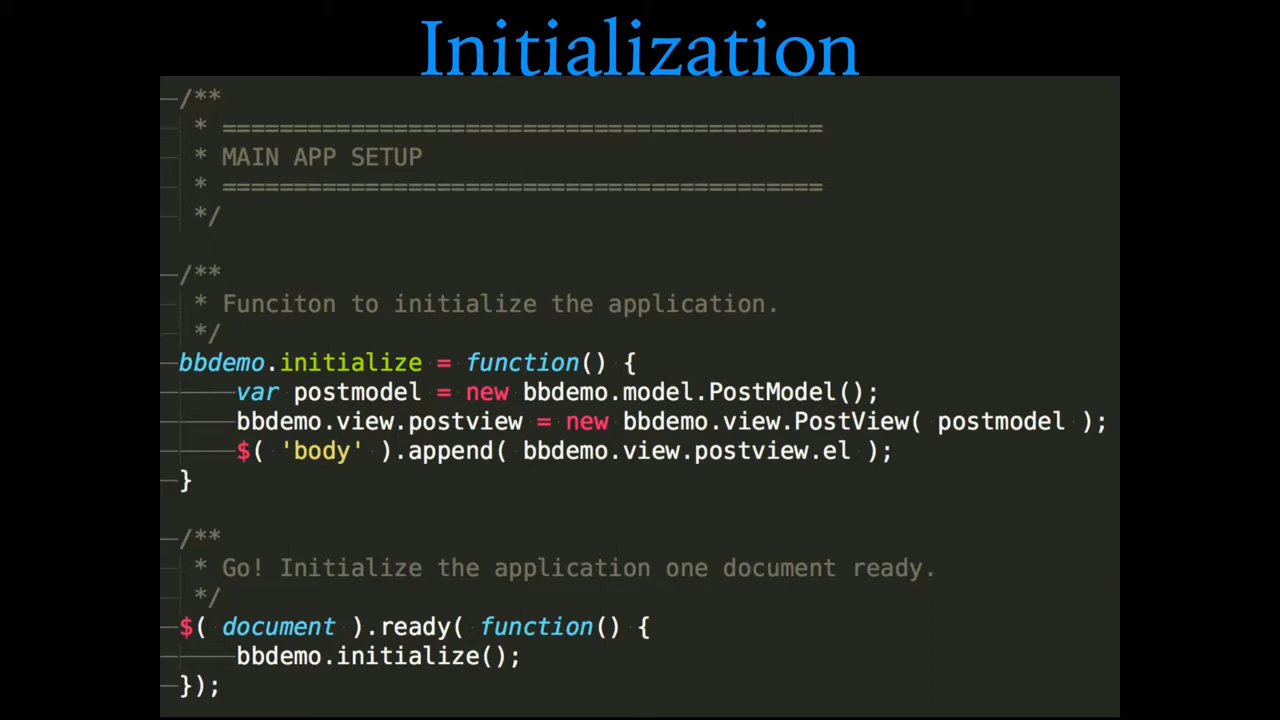 Initialization
/**
 * ==========================================
 * MAIN APP SETUP
 * ==========================================
 */
/**
 * Funciton to initialize the application.
 */
bbdemo.initialize = function() {
var postmodel = new bbdemo.model.PostModel();
bbdemo.view.postview = new bbdemo.view.PostView( postmodel );
$( 'body' ).append( bbdemo.view.postview.el );
}
/**
 * Go! Initialize the application one document ready.
 */
$( document ).ready( function() {
bbdemo.initialize();
});